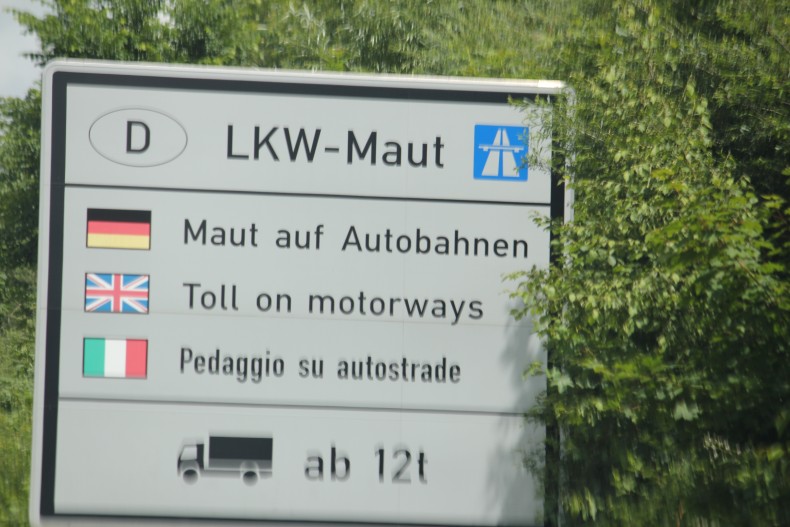 D LKW-Maut
Maut auf Autobahnen
Toll on motorways
Pedaggio su autostrade
ab 12t